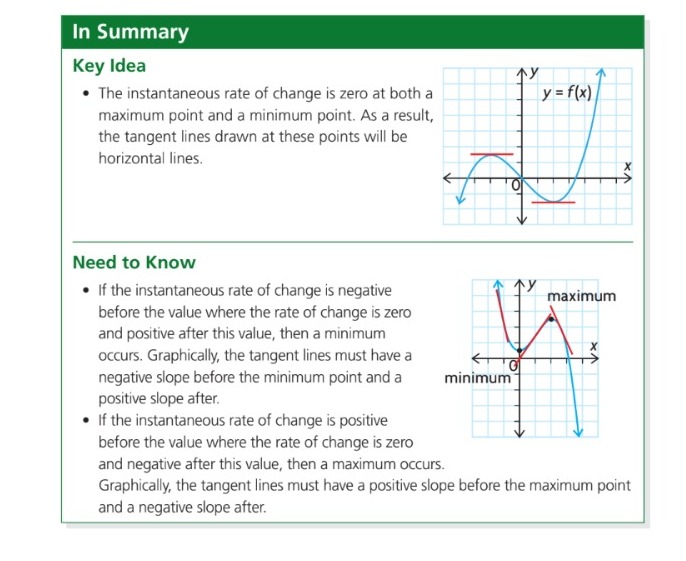 In Summary
Key Idea
• The instantaneous rate of change is zero at both a
maximum point and a minimum point. As a result,
the tangent lines drawn at these points will be
horizontal lines.
y
y = f(x)
x
0
Need to Know
• If the instantaneous rate of change is negative
before the value where the rate of change is zero
and positive after this value, then a minimum
occurs. Graphically, the tangent lines must have a
negative slope before the minimum point and a
positive slope after.
y
maximum
x
0
minimum
• If the instantaneous rate of change is positive
before the value where the rate of change is zero
and negative after this value, then a maximum occurs.
Graphically, the tangent lines must have a positive slope before the maximum point
and a negative slope after.